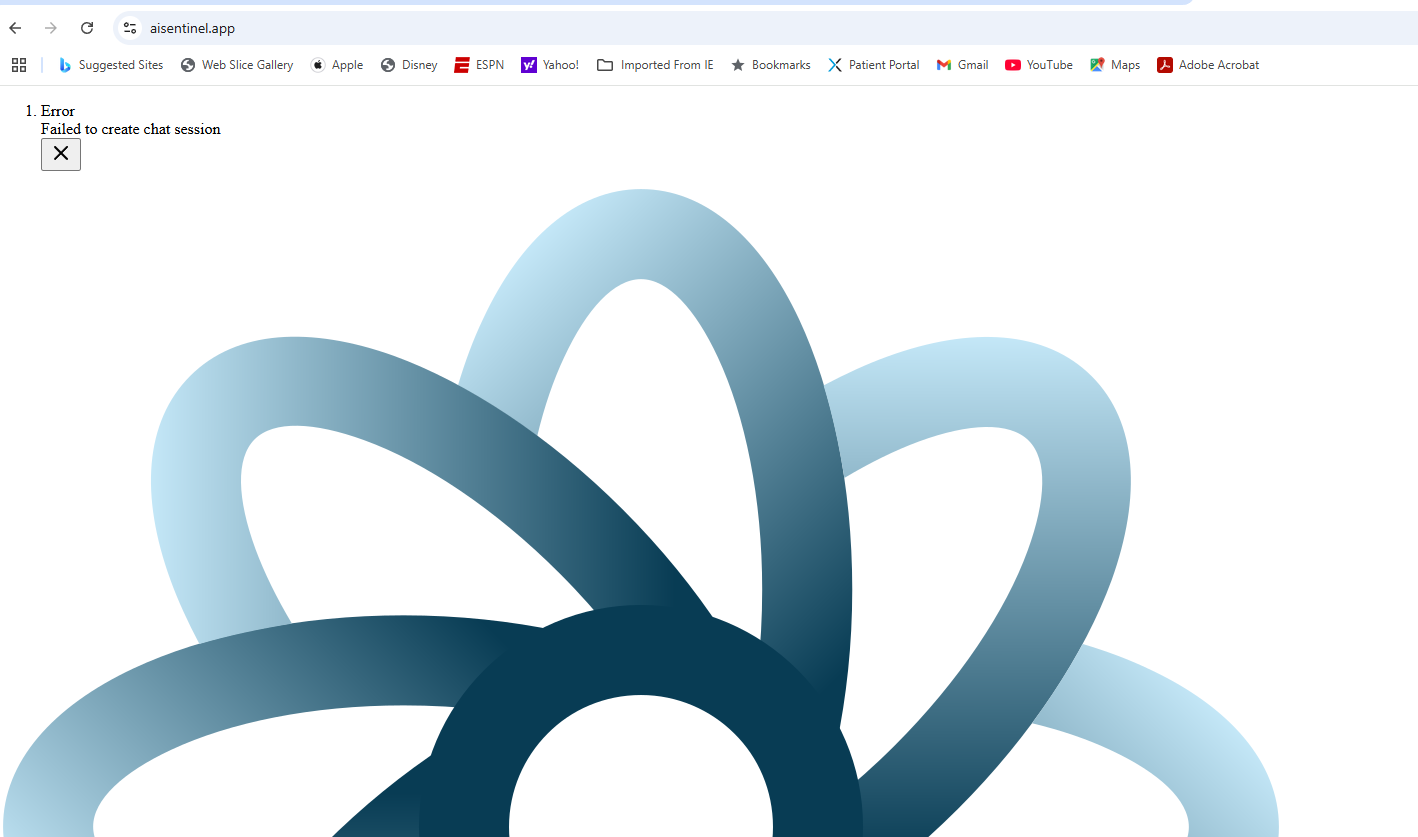 aisentinel.app
Suggested Sites Web Slice Gallery Apple Disney ESPN Yahoo! Imported From IE Bookmarks Patient Portal Gmail YouTube Maps Adobe Acrobat
1. Error
Failed to create chat session